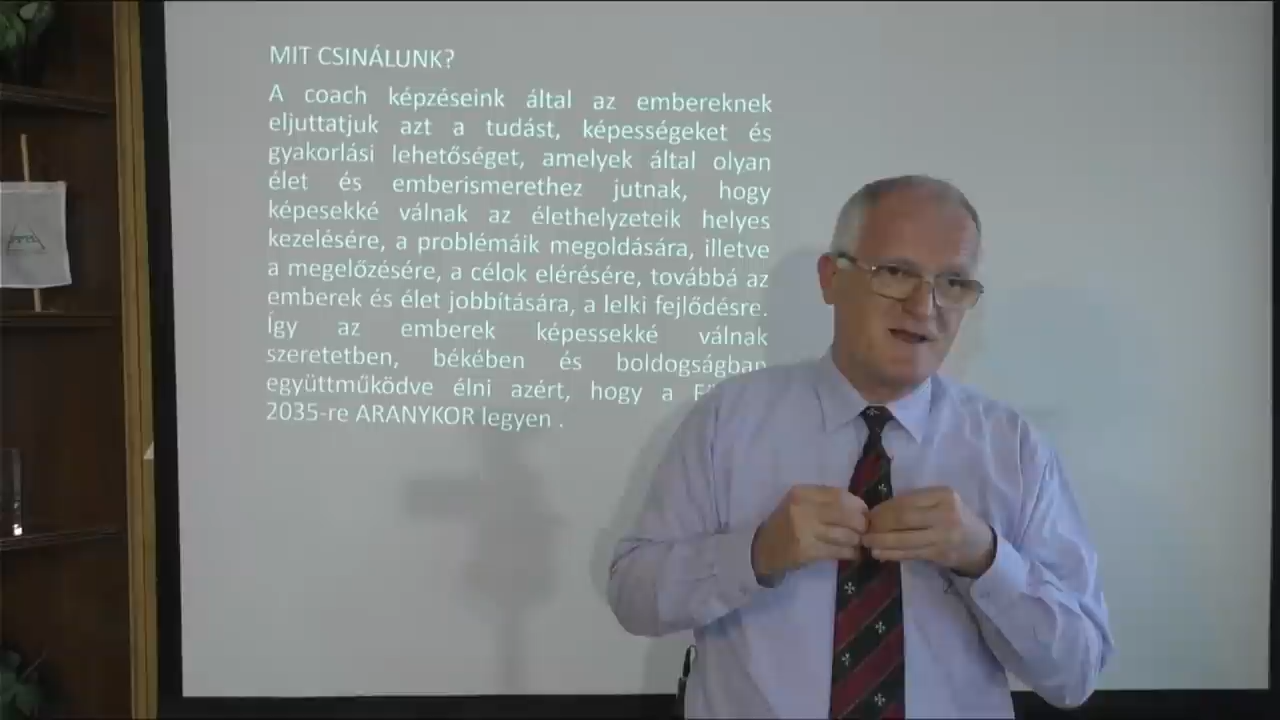 MIT CSINÁLUNK?
A coach képzéseink által az embereknek
eljuttatjuk azt a tudást, képességeket és
gyakorlási lehetőséget, amelyek által olyan
élet és emberismerethez jutnak, hogy
képesekké válnak az élethelyzeteik helyes
kezelésére, a problémáik megoldására, illetve
a megelőzésére, a célok elérésére, továbbá az
emberek és élet jobbítására, a lelki fejlődésre.
Így az emberek képessekké válnak
szeretetben, békében és boldogságban
együttműködve élni azért, hogy a
2035-re ARANYKOR legyen .